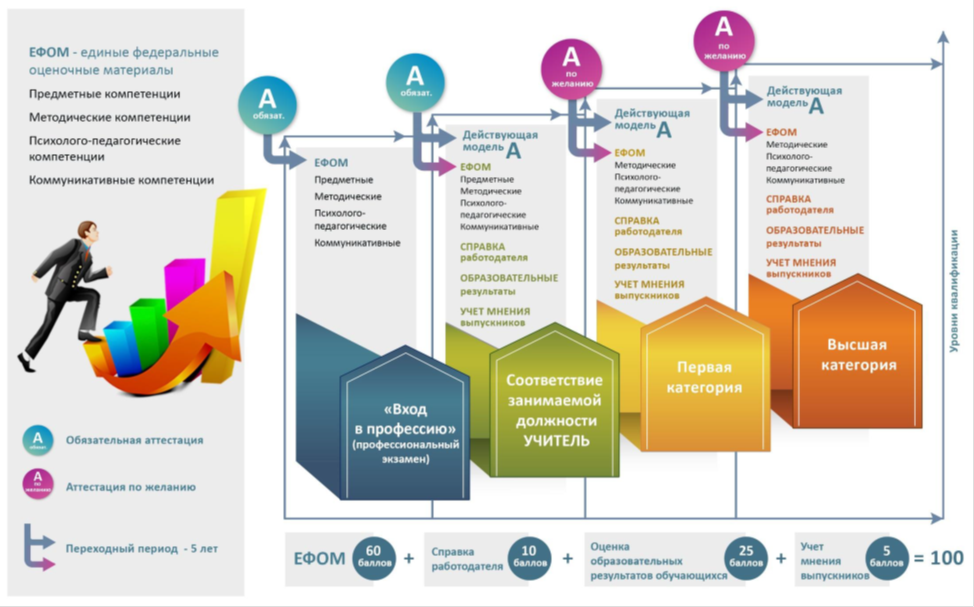 ЕФОМ - единые федеральные
оценочные материалы
Предметные компетенции
Методические компетенции
Психолого-педагогические
компетенции
Коммуникативные компетенции
А
обязат.
Обязательная аттестация
А
по
желанию
Аттестация по желанию
Переходный период - 5 лет
А
обязат.
ЕФОМ
Предметные
Методические
Психолого-
педагогические
Коммуникативные
«Вход
в профессию»
(профессиональный
экзамен)
А
обязат.
Действующая
модель А
ЕФОМ
Предметные
Методические
Психолого-
педагогические
Коммуникативные
СПРАВКА
работодателя
ОБРАЗОВАТЕЛЬНЫЕ
результаты
УЧЕТ МНЕНИЯ
выпускников
Соответствие
занимаемой
должности
УЧИТЕЛЬ
А
по
желанию
Действующая
модель А
ЕФОМ
Методические
Психолого-
педагогические
Коммуникативные
СПРАВКА
работодателя
ОБРАЗОВАТЕЛЬНЫЕ
результаты
УЧЕТ МНЕНИЯ
выпускников
Первая
категория
А
по
желанию
Действующая
модель А
ЕФОМ
Методические
Психолого-
педагогические
Коммуникативные
СПРАВКА
работодателя
ОБРАЗОВАТЕЛЬНЫЕ
результаты
УЧЕТ МНЕНИЯ
выпускников
Высшая
категория
Уровни квалификации
ЕФОМ 60 баллов +
Справка
работодателя
10 баллов +
Оценка
образовательных
результатов обучающихся
25 баллов +
Учет
мнения
выпускников
5 баллов = 100